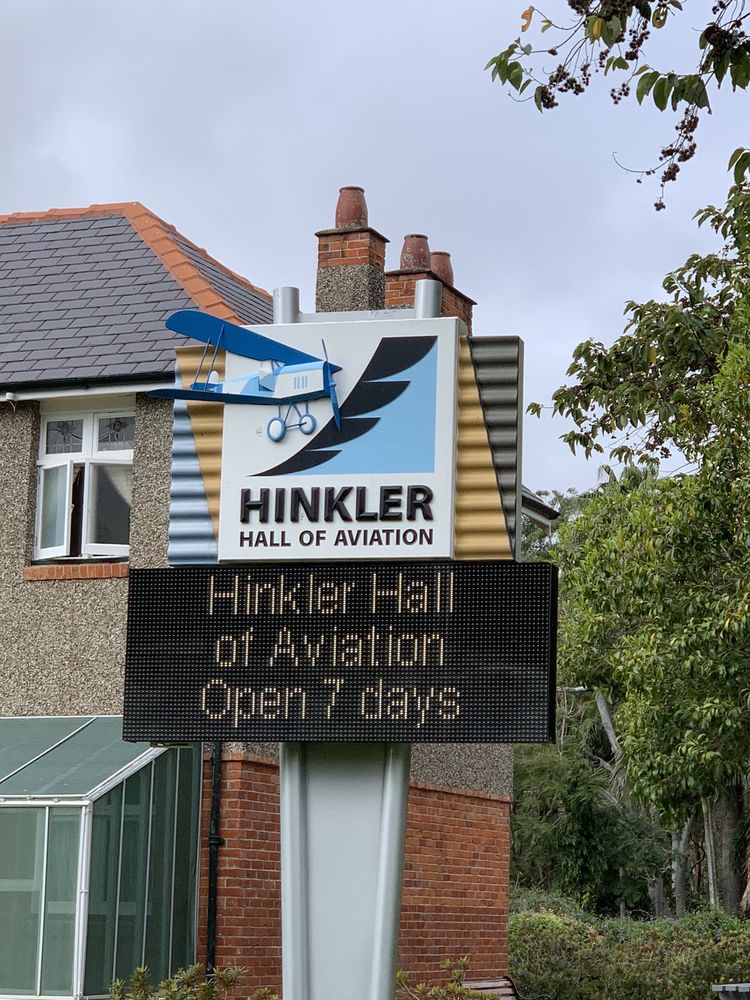 HINKLER
HALL OF AVIATION
Hinkler Hall
of Aviation
Open 7 days